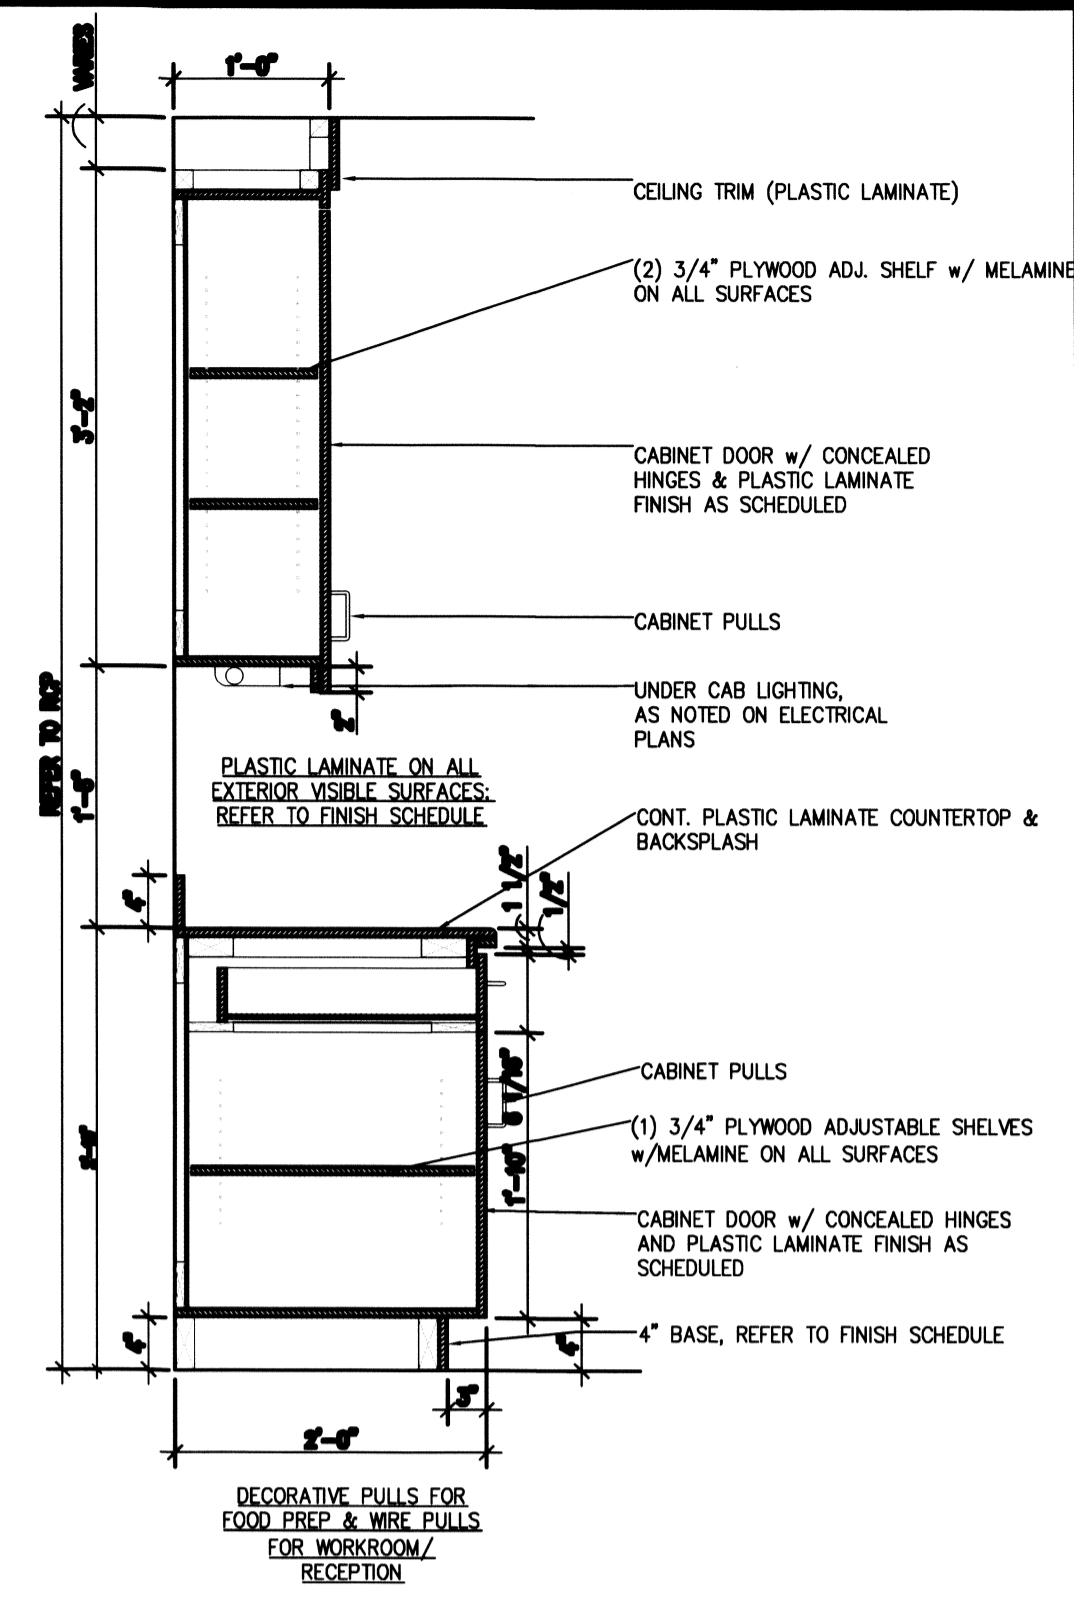 VARIES
1'-0"
CEILING TRIM (PLASTIC LAMINATE)
(2) 3/4" PLYWOOD ADJ. SHELF w/ MELAMINE
ON ALL SURFACES
3'-2"
CABINET DOOR w/ CONCEALED
HINGES & PLASTIC LAMINATE
FINISH AS SCHEDULED
CABINET PULLS
UNDER CAB LIGHTING,
AS NOTED ON ELECTRICAL
PLANS
2"
REFER TO RCP
PLASTIC LAMINATE ON ALL
EXTERIOR VISIBLE SURFACES:
REFER TO FINISH SCHEDULE
CONT. PLASTIC LAMINATE COUNTERTOP &
BACKSPLASH
4"
1 1/2"
1/2"
CABINET PULLS
6 1/16"
(1) 3/4" PLYWOOD ADJUSTABLE SHELVES
w/MELAMINE ON ALL SURFACES
1'-10"
CABINET DOOR w/ CONCEALED HINGES
AND PLASTIC LAMINATE FINISH AS
SCHEDULED
4"
4" BASE, REFER TO FINISH SCHEDULE
4"
3"
2'-0"
DECORATIVE PULLS FOR
FOOD PREP & WIRE PULLS
FOR WORKROOM/
RECEPTION